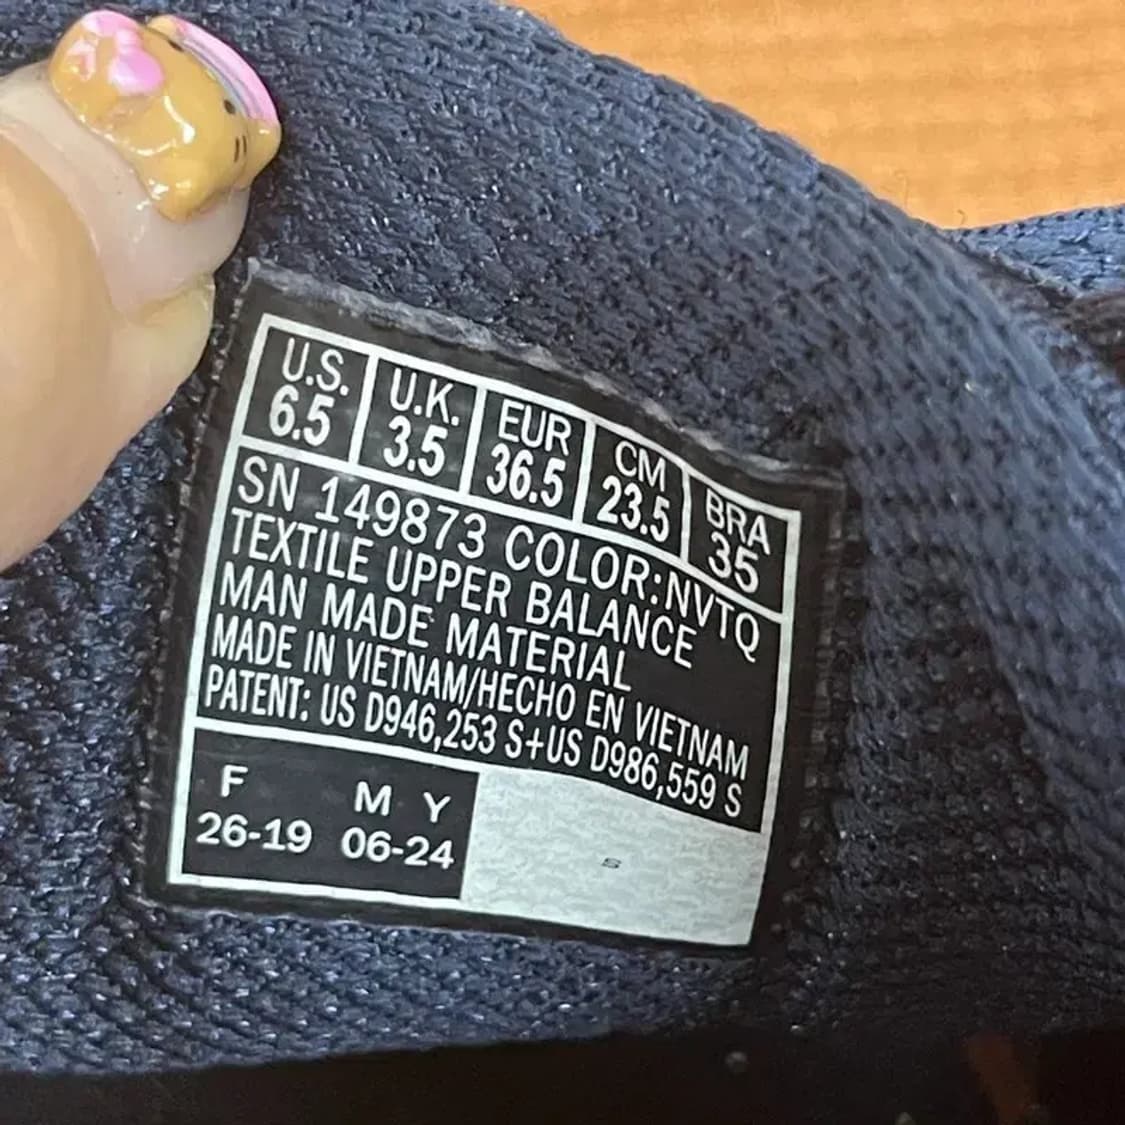 U.S. U.K. EUR CM BRA
6.5 3.5 36.5 23.5 35
SN 149873 COLOR:NVTQ
TEXTILE UPPER BALANCE
MAN MADE MATERIAL
MADE IN VIETNAM/HECHO EN VIETNAM
PATENT: US D946,253 S+US D986,559 S
F M Y
26-19 06-24
S